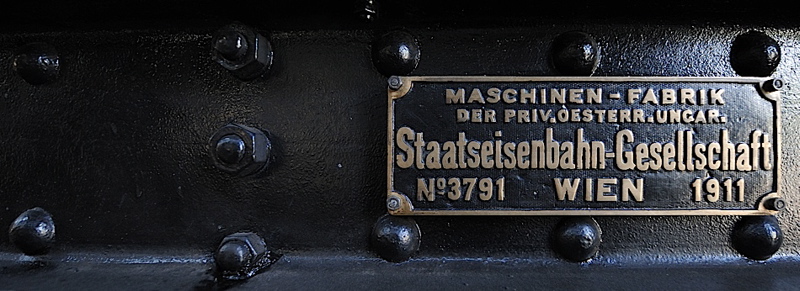 MASCHINEN-FABRIK
DER PRIV.OESTERR.UNGAR.
Staatseisenbahn-Gesellschaft
Nº3791 WIEN 1911